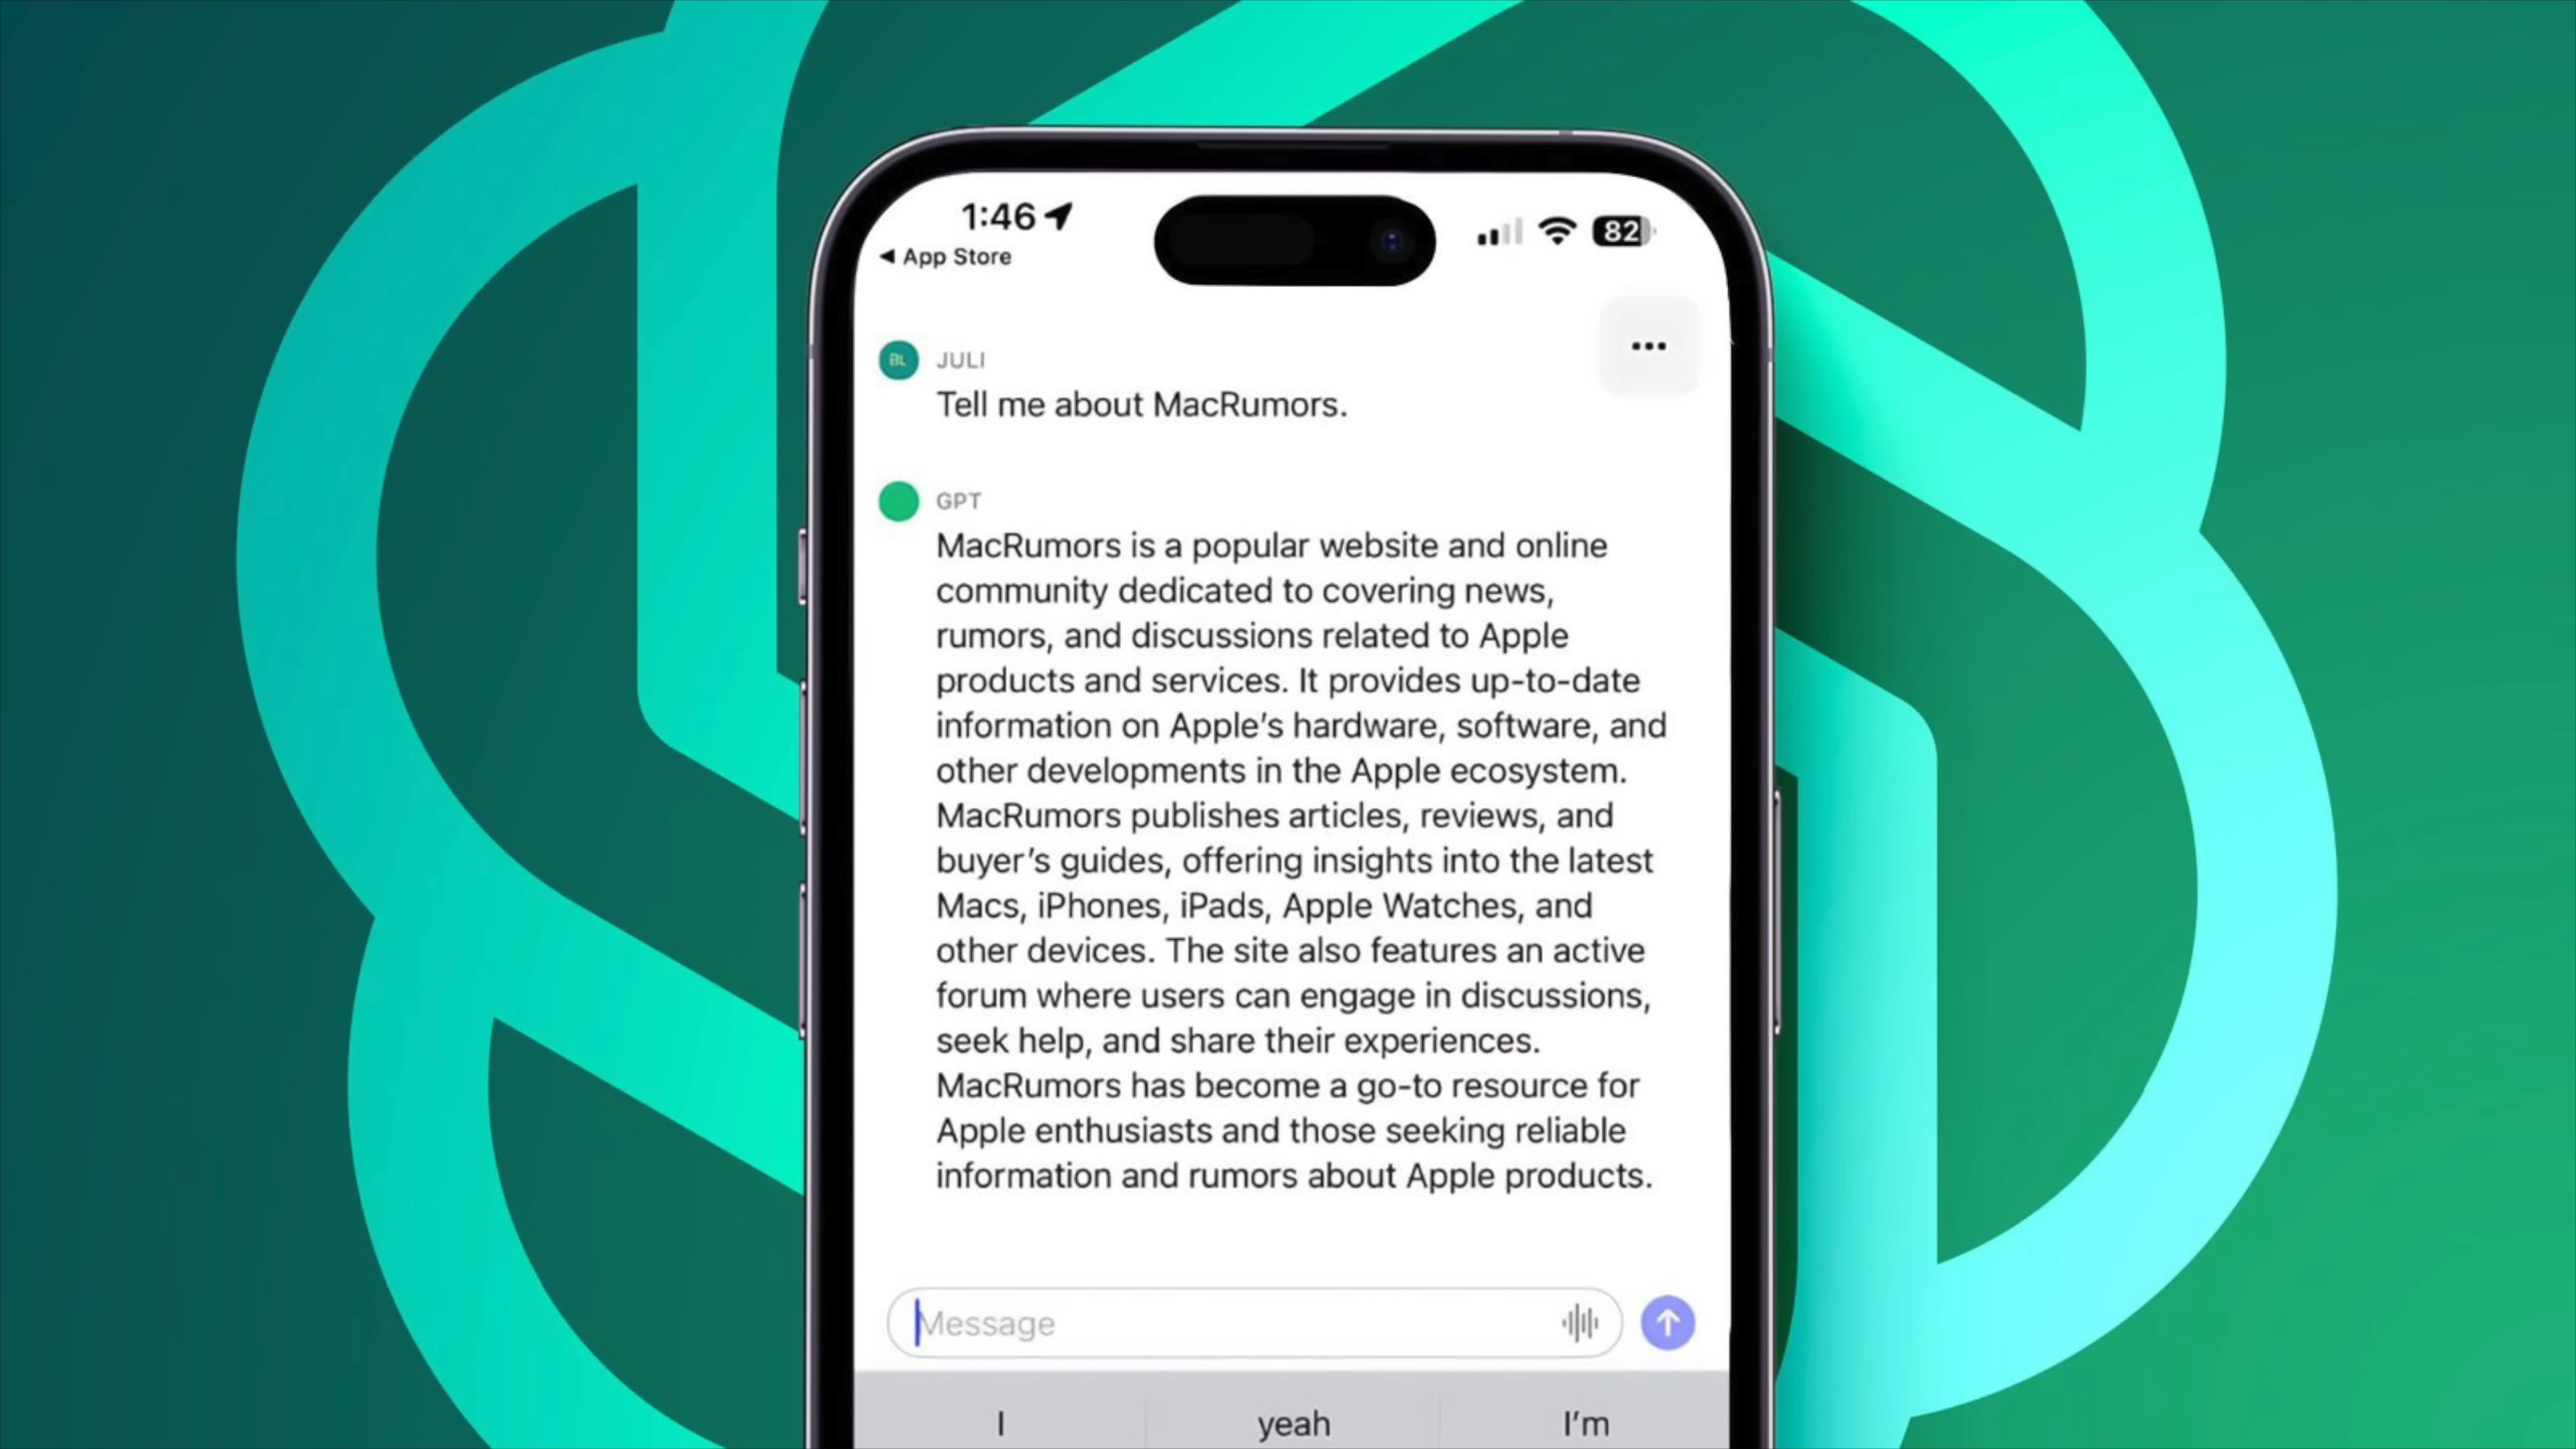 1:46
82
◀ App Store
BL JULI
Tell me about MacRumors.
GPT
MacRumors is a popular website and online
community dedicated to covering news,
rumors, and discussions related to Apple
products and services. It provides up-to-date
information on Apple’s hardware, software, and
other developments in the Apple ecosystem.
MacRumors publishes articles, reviews, and
buyer’s guides, offering insights into the latest
Macs, iPhones, iPads, Apple Watches, and
other devices. The site also features an active
forum where users can engage in discussions,
seek help, and share their experiences.
MacRumors has become a go-to resource for
Apple enthusiasts and those seeking reliable
information and rumors about Apple products.
Message
I yeah I’m